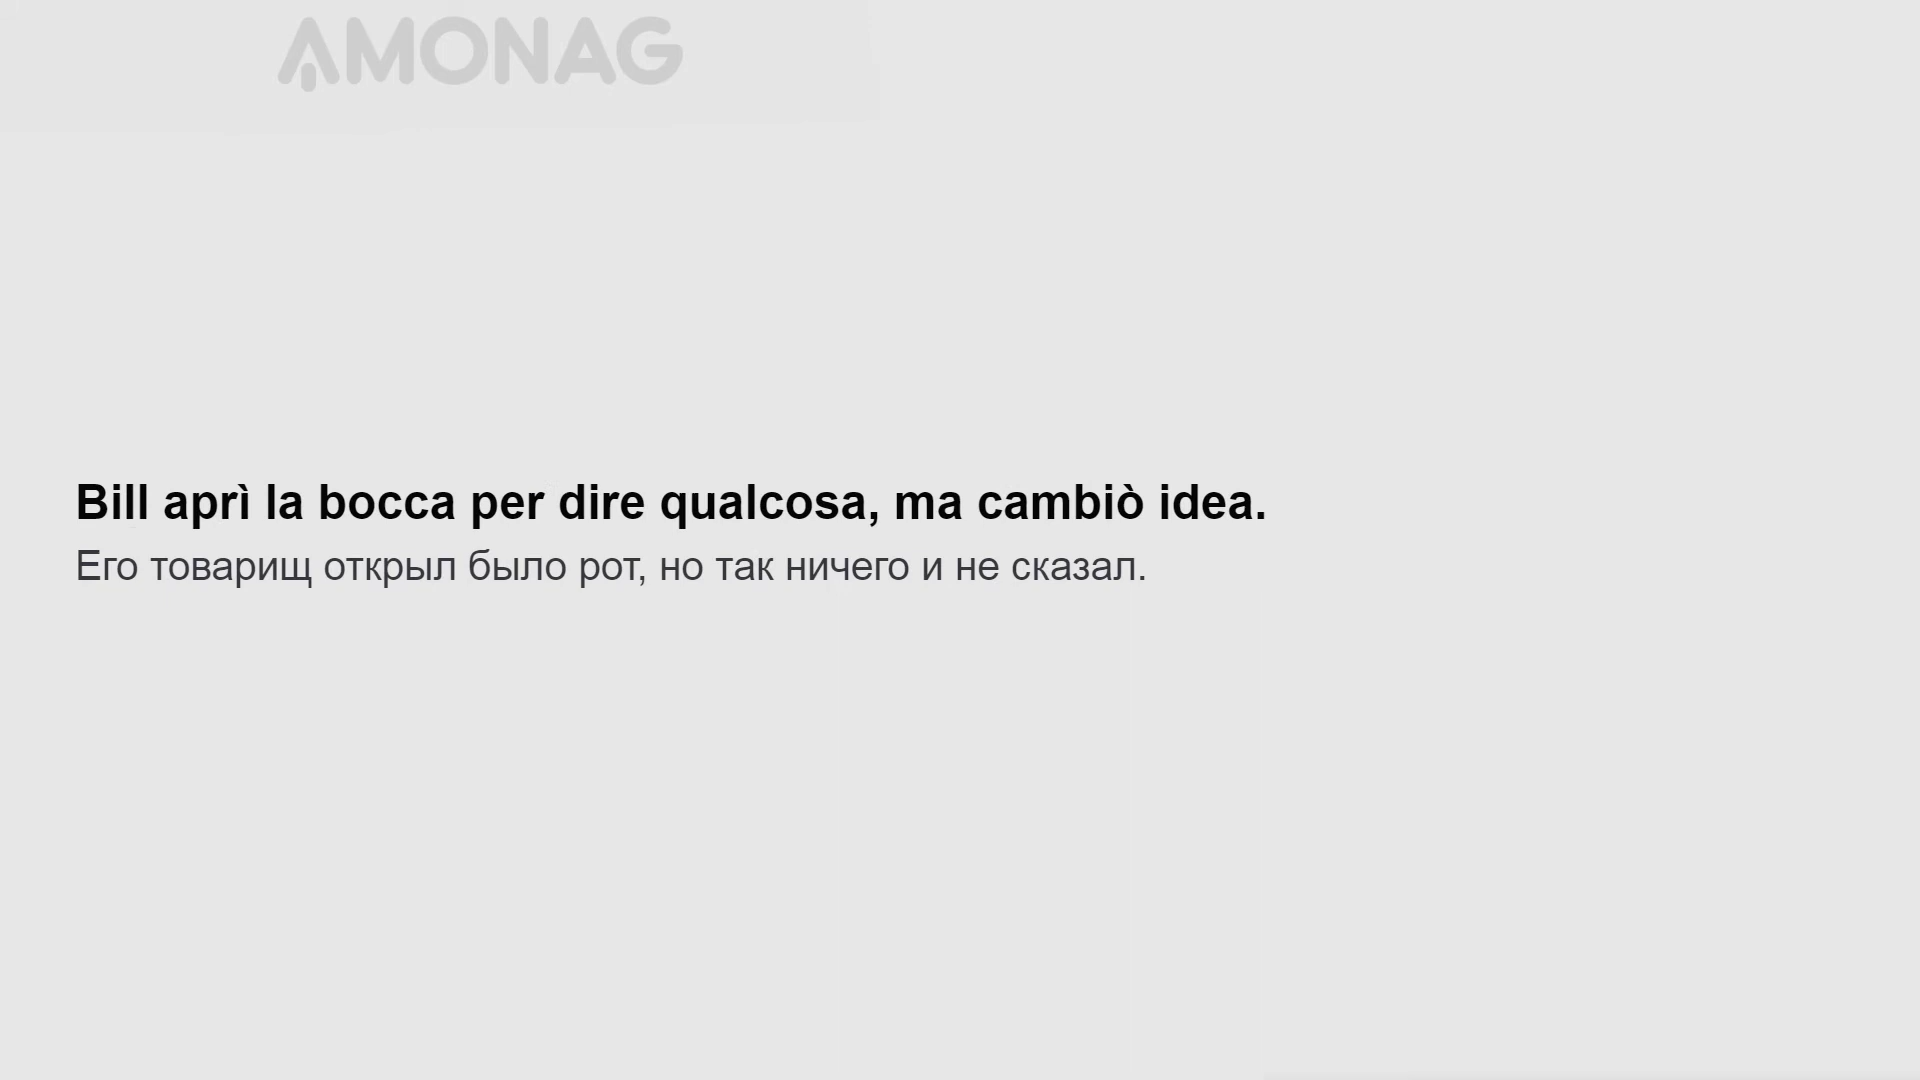 AMONAG
Bill aprì la bocca per dire qualcosa, ma cambiò idea.
Его товарищ открыл было рот, но так ничего и не сказал.